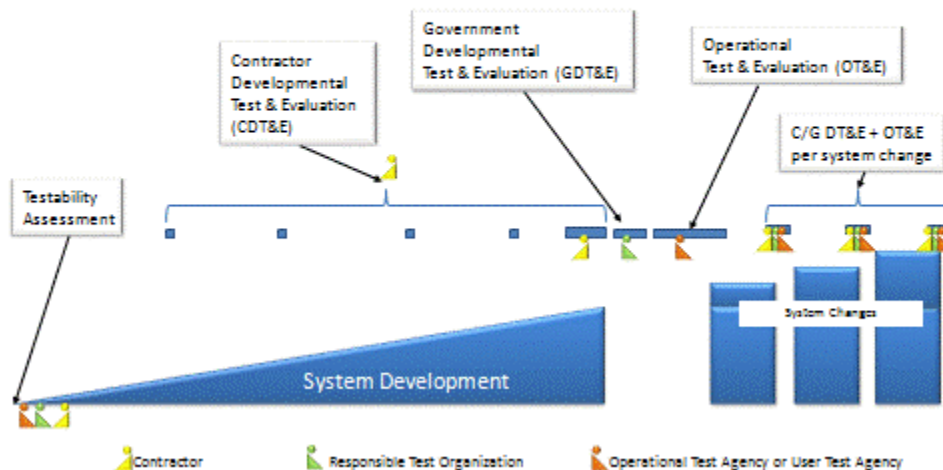 Government
Developmental
Test & Evaluation (GDT&E)
Operational
Test & Evaluation (OT&E)
Contractor
Developmental
Test & Evaluation
(CDT&E)
C/G DT&E + OT&E
per system change
Testability
Assessment
System Changes
System Development
Contractor
Responsible Test Organization
Operational Test Agency or User Test Agency